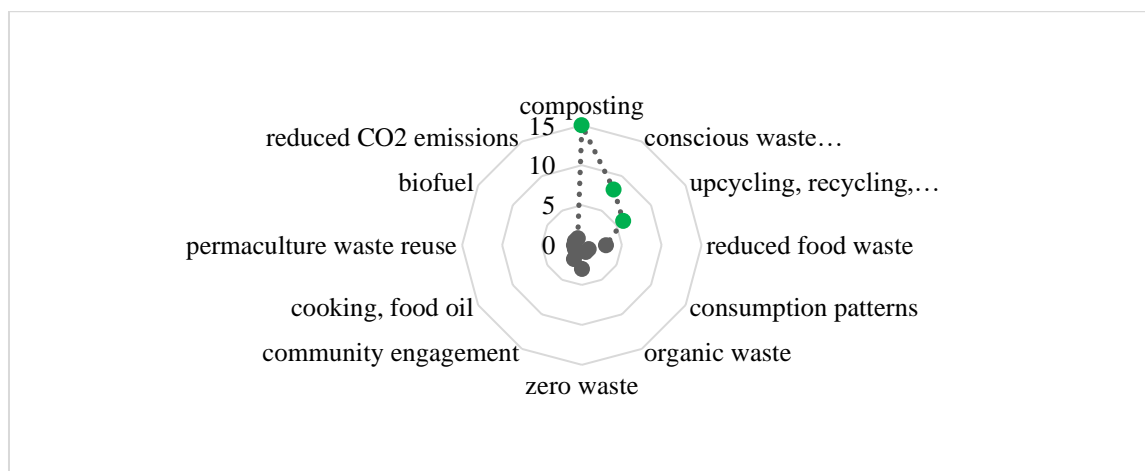 composting
conscious waste…
upcycling, recycling,…
reduced food waste
consumption patterns
organic waste
zero waste
community engagement
cooking, food oil
permaculture waste reuse
biofuel
reduced CO2 emissions
15
10
5
0